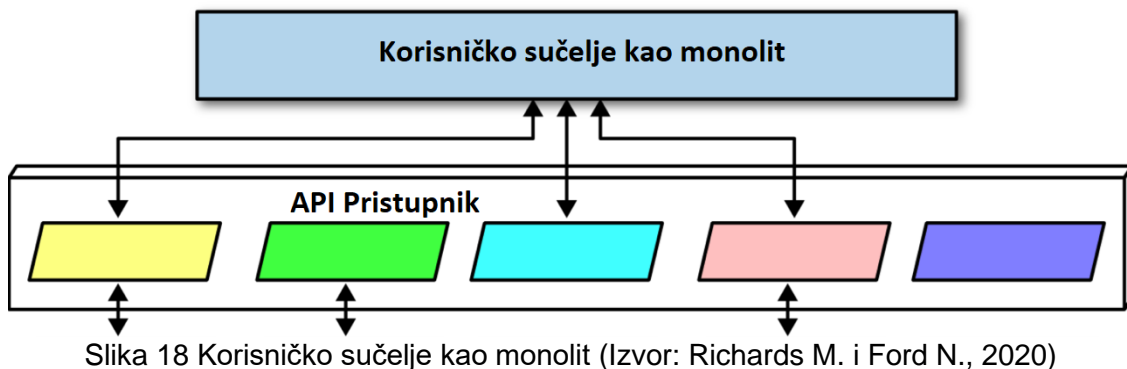 Korisničko sučelje kao monolit
API Pristupnik
Slika 18 Korisničko sučelje kao monolit (Izvor: Richards M. i Ford N., 2020)